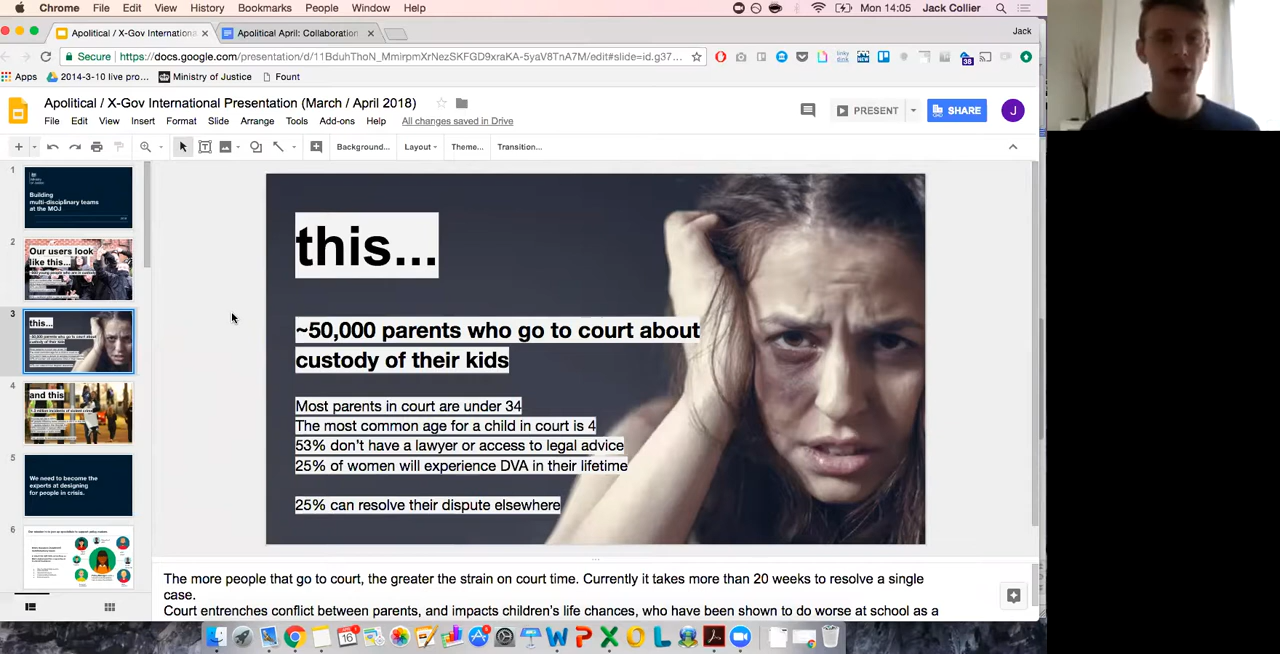 Chrome File Edit View History Bookmarks People Window Help Mon 14:05 Jack Collier
Apolitical / X-Gov Internationa × Apolitical April: Collaboration ×
Jack
Secure https://docs.google.com/presentation/d/11BduhThoN_MmirpmXrNezSKFGD9xraKA-5yaV8TnA7M/edit#slide=id.g37...
Apps 2014-3-10 live pro... Ministry of Justice Fount
Apolitical / X-Gov International Presentation (March / April 2018)
File Edit View Insert Format Slide Arrange Tools Add-ons Help All changes saved in Drive
PRESENT SHARE J
Background... Layout Theme... Transition...
1
Building
multi-disciplinary teams
at the MOJ
2
Our users look
like this...
3
this...
4
and this
5
We need to become the
experts at designing
for people in crisis.
6
this...
~50,000 parents who go to court about
custody of their kids
Most parents in court are under 34
The most common age for a child in court is 4
53% don't have a lawyer or access to legal advice
25% of women will experience DVA in their lifetime
25% can resolve their dispute elsewhere
The more people that go to court, the greater the strain on court time. Currently it takes more than 20 weeks to resolve a single
case.
Court entrenches conflict between parents, and impacts children's life chances, who have been shown to do worse at school as a